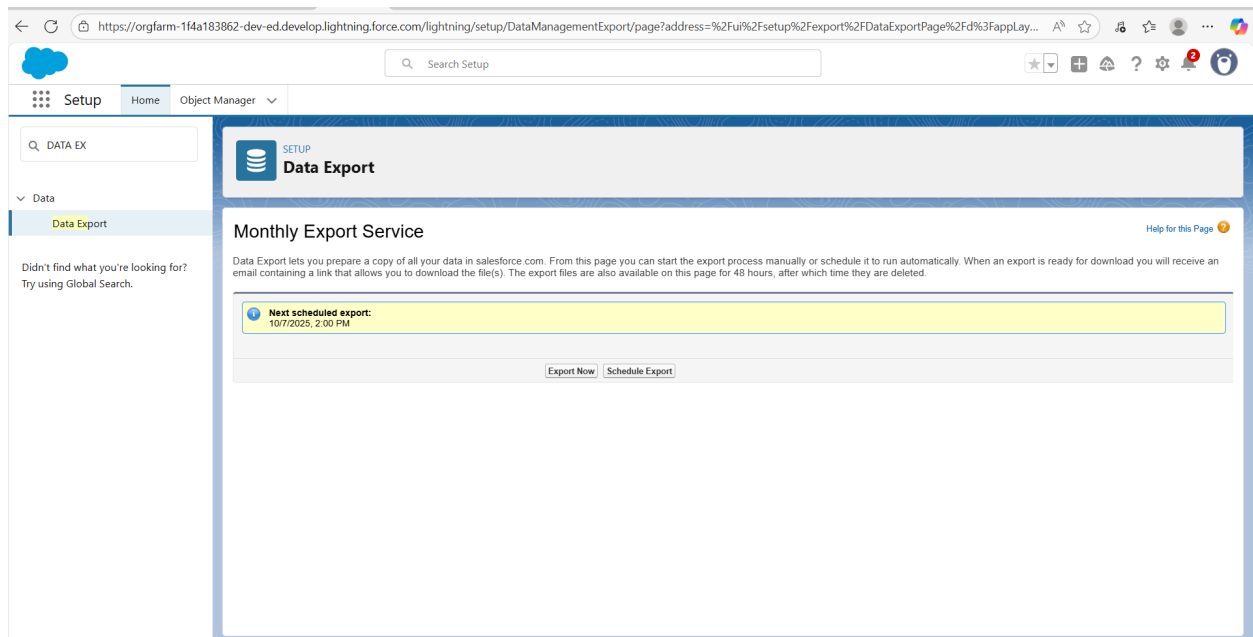 https://orgfarm-1f4a183862-dev-ed.develop.lightning.force.com/lightning/setup/DataManagementExport/page?address=%2Fui%2Fsetup%2Fexport%2FDataExportPage%2Fd%3FappLay...
Search Setup
2
Setup
Home
Object Manager
DATA EX
SETUP
Data Export
Data
Data Export
Didn't find what you're looking for?
Try using Global Search.
Monthly Export Service
Help for this Page ?
Data Export lets you prepare a copy of all your data in salesforce.com. From this page you can start the export process manually or schedule it to run automatically. When an export is ready for download you will receive an
email containing a link that allows you to download the file(s). The export files are also available on this page for 48 hours, after which time they are deleted.
Next scheduled export:
10/7/2025, 2:00 PM
Export Now
Schedule Export